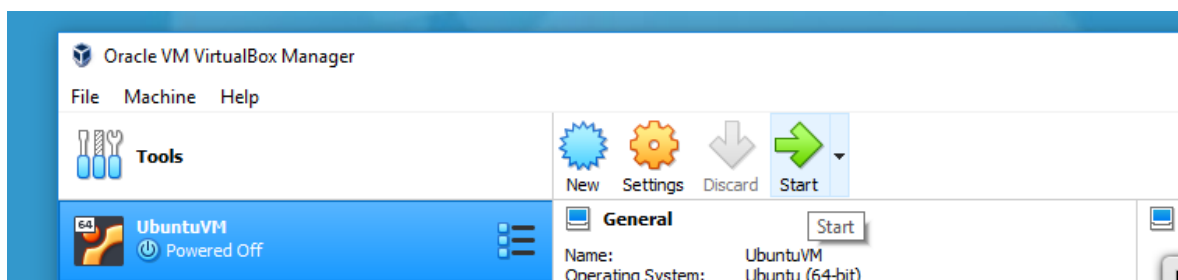 Oracle VM VirtualBox Manager
File Machine Help
Tools
New Settings Discard Start
64
UbuntuVM
Powered Off
General
Start
Name: UbuntuVM
Operating System: Ubuntu (64-bit)